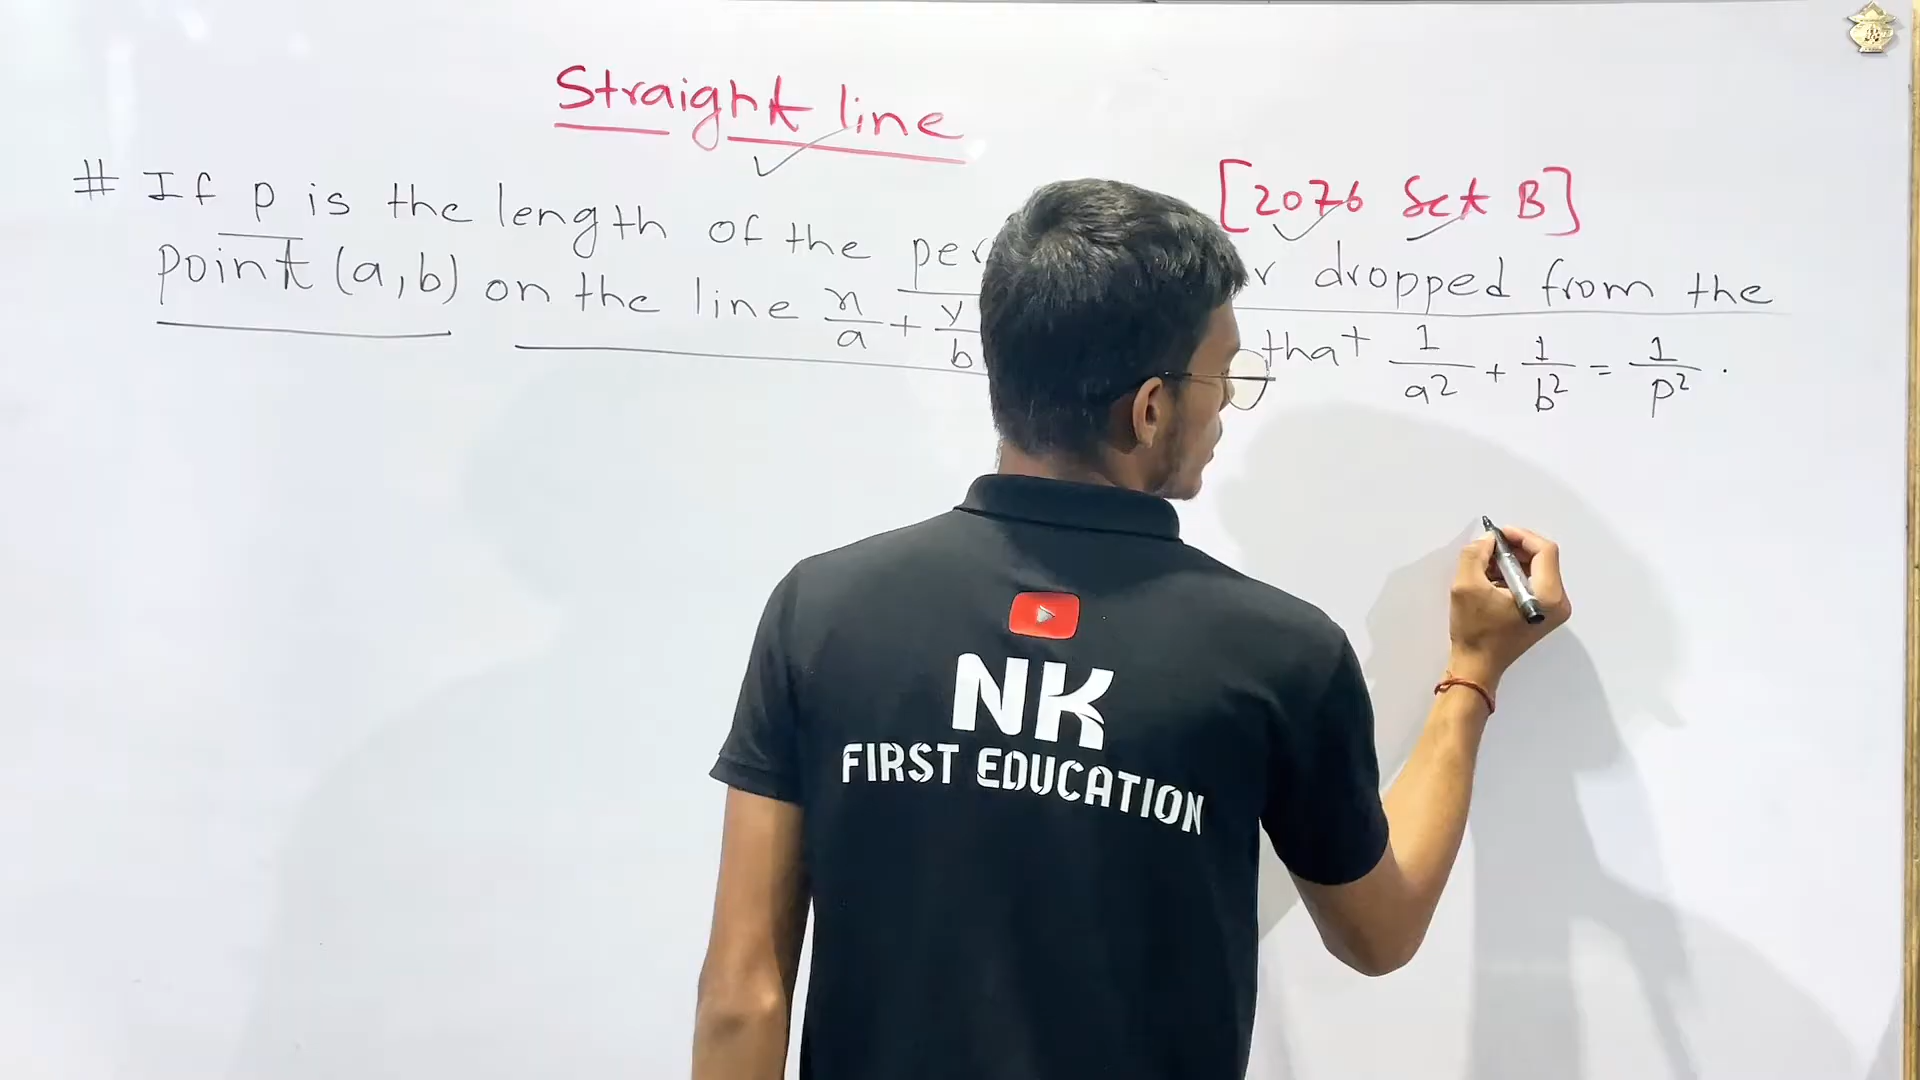 Straight line
[2076 Set B]
# If p is the length of the per r dropped from the
point (a,b) on the line x/a + y/b that 1/a² + 1/b² = 1/p².
NK
FIRST EDUCATION